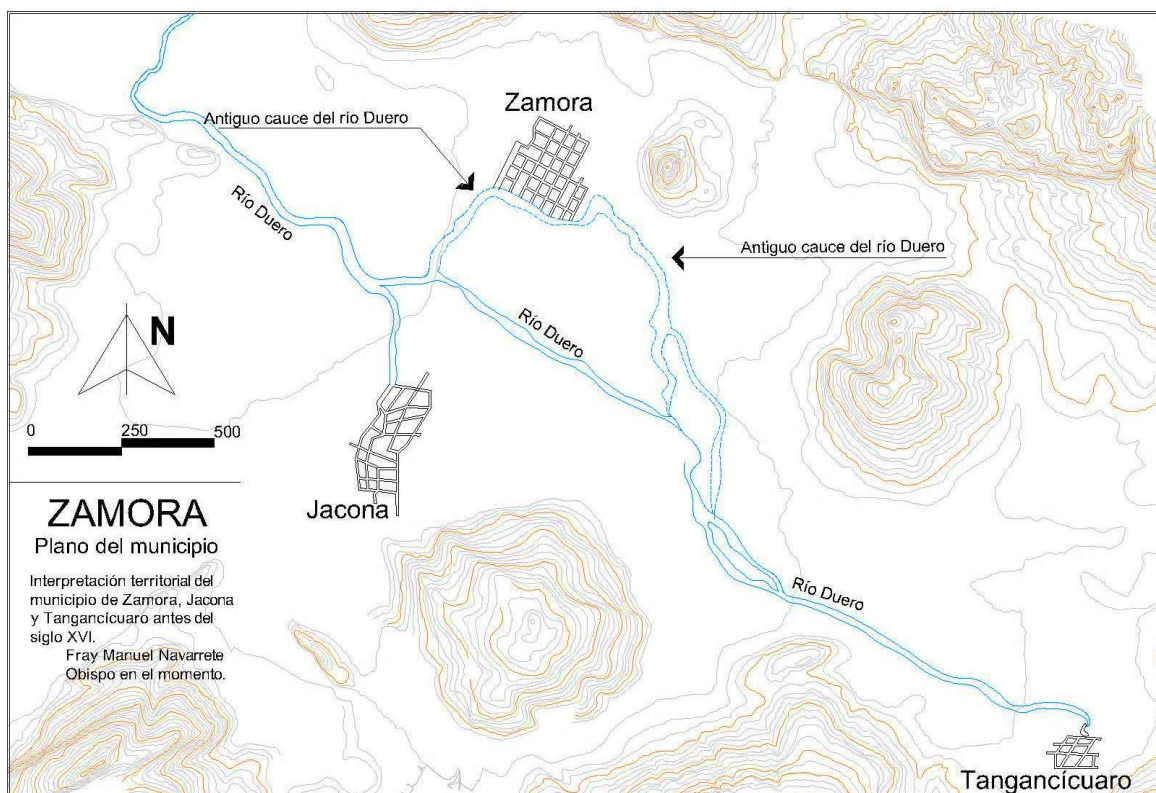 Zamora
Antiguo cauce del río Duero
Río Duero
Antiguo cauce del río Duero
Río Duero
N
0 250 500
Jacona
ZAMORA
Plano del municipio
Interpretación territorial del
municipio de Zamora, Jacona
y Tangancícuaro antes del
siglo XVI.
Fray Manuel Navarrete
Obispo en el momento.
Río Duero
Tangancícuaro